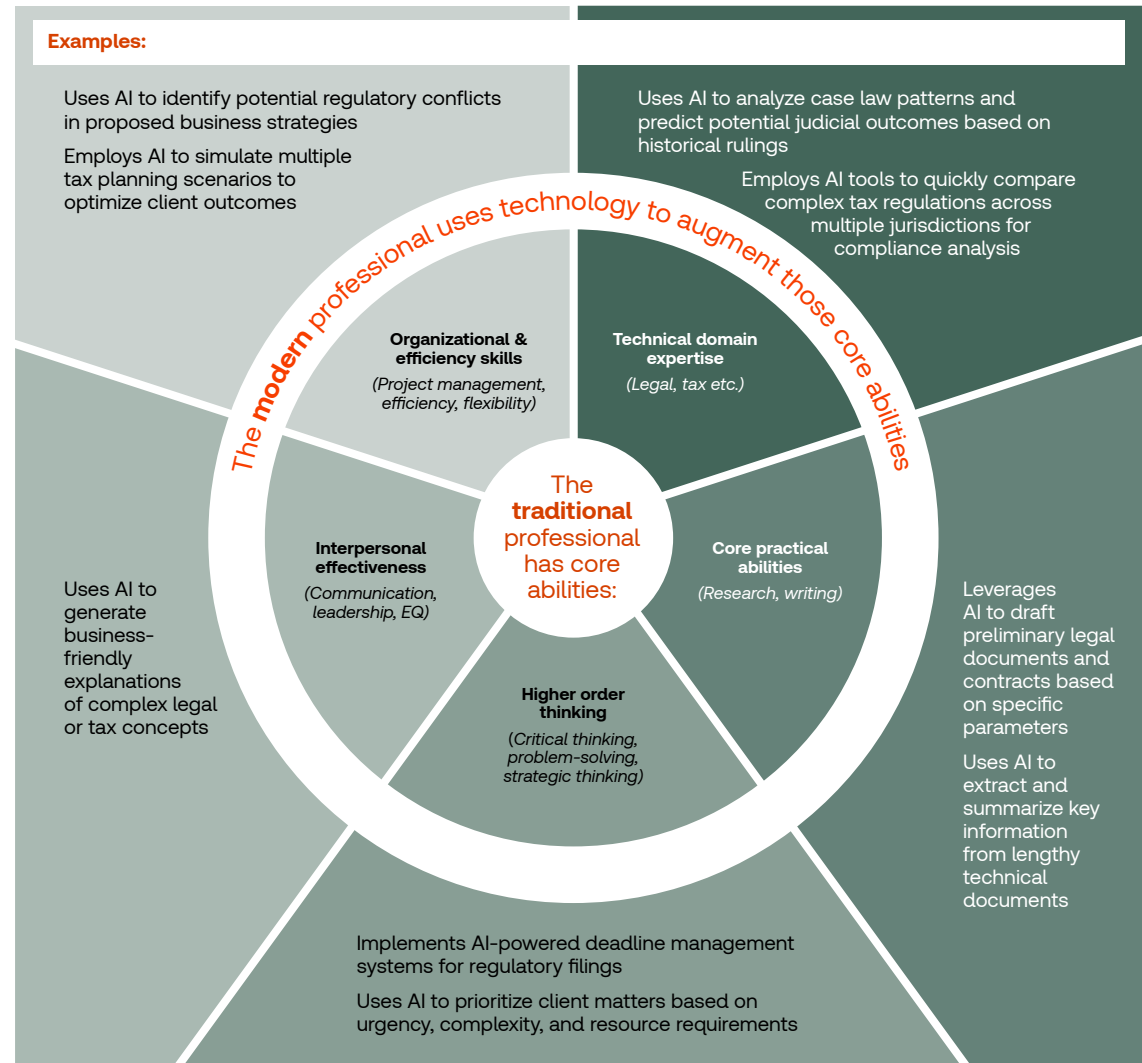 Examples:
Uses AI to identify potential regulatory conflicts
in proposed business strategies
Employs AI to simulate multiple
tax planning scenarios to
optimize client outcomes
Uses AI to analyze case law patterns and
predict potential judicial outcomes based on
historical rulings
Employs AI tools to quickly compare
complex tax regulations across
multiple jurisdictions for
compliance analysis
The modern professional uses technology to augment those core abilities
Organizational &
efficiency skills
(Project management,
efficiency, flexibility)
Technical domain
expertise
(Legal, tax etc.)
The
traditional
professional
has core
abilities:
Interpersonal
effectiveness
(Communication,
leadership, EQ)
Core practical
abilities
(Research, writing)
Higher order
thinking
(Critical thinking,
problem-solving,
strategic thinking)
Uses AI to
generate
business-
friendly
explanations
of complex legal
or tax concepts
Leverages
AI to draft
preliminary legal
documents and
contracts based
on specific
parameters
Uses AI to
extract and
summarize key
information
from lengthy
technical
documents
Implements AI-powered deadline management
systems for regulatory filings
Uses AI to prioritize client matters based on
urgency, complexity, and resource requirements